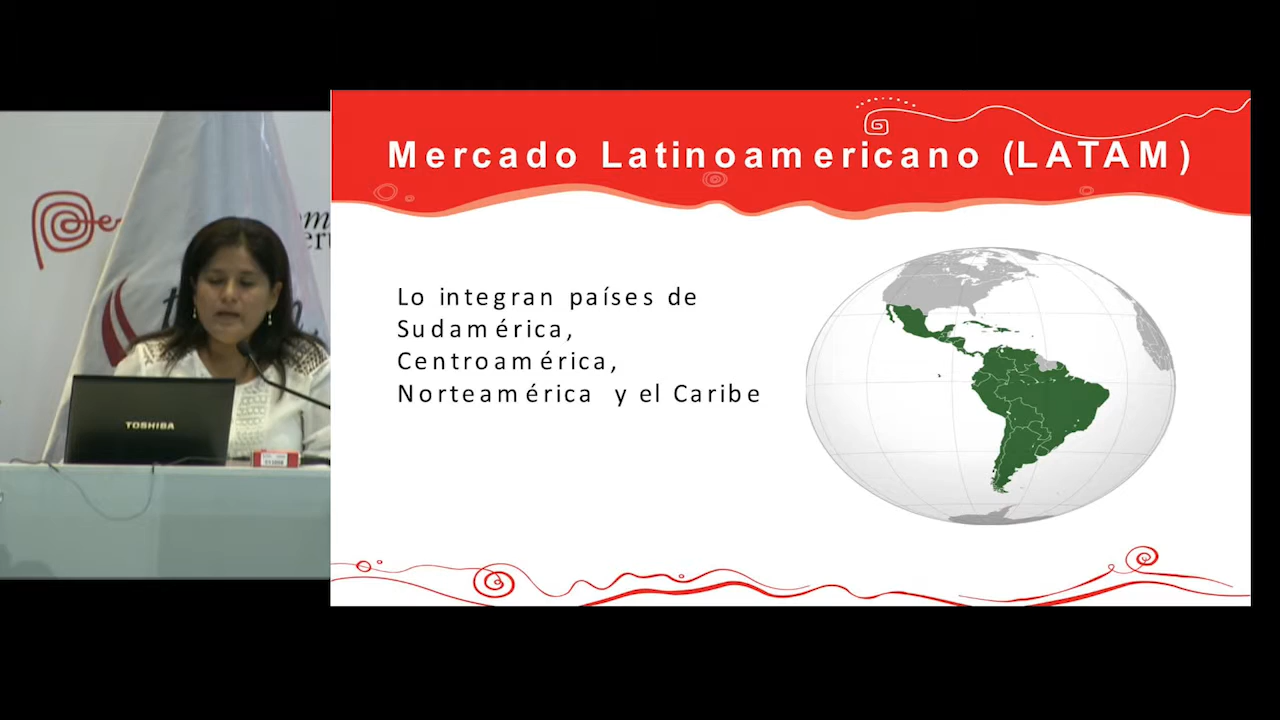 Mercado Latinoamericano (LATAM)
Lo integran países de
Sudamérica,
Centroamérica,
Norteamérica y el Caribe
TOSHIBA